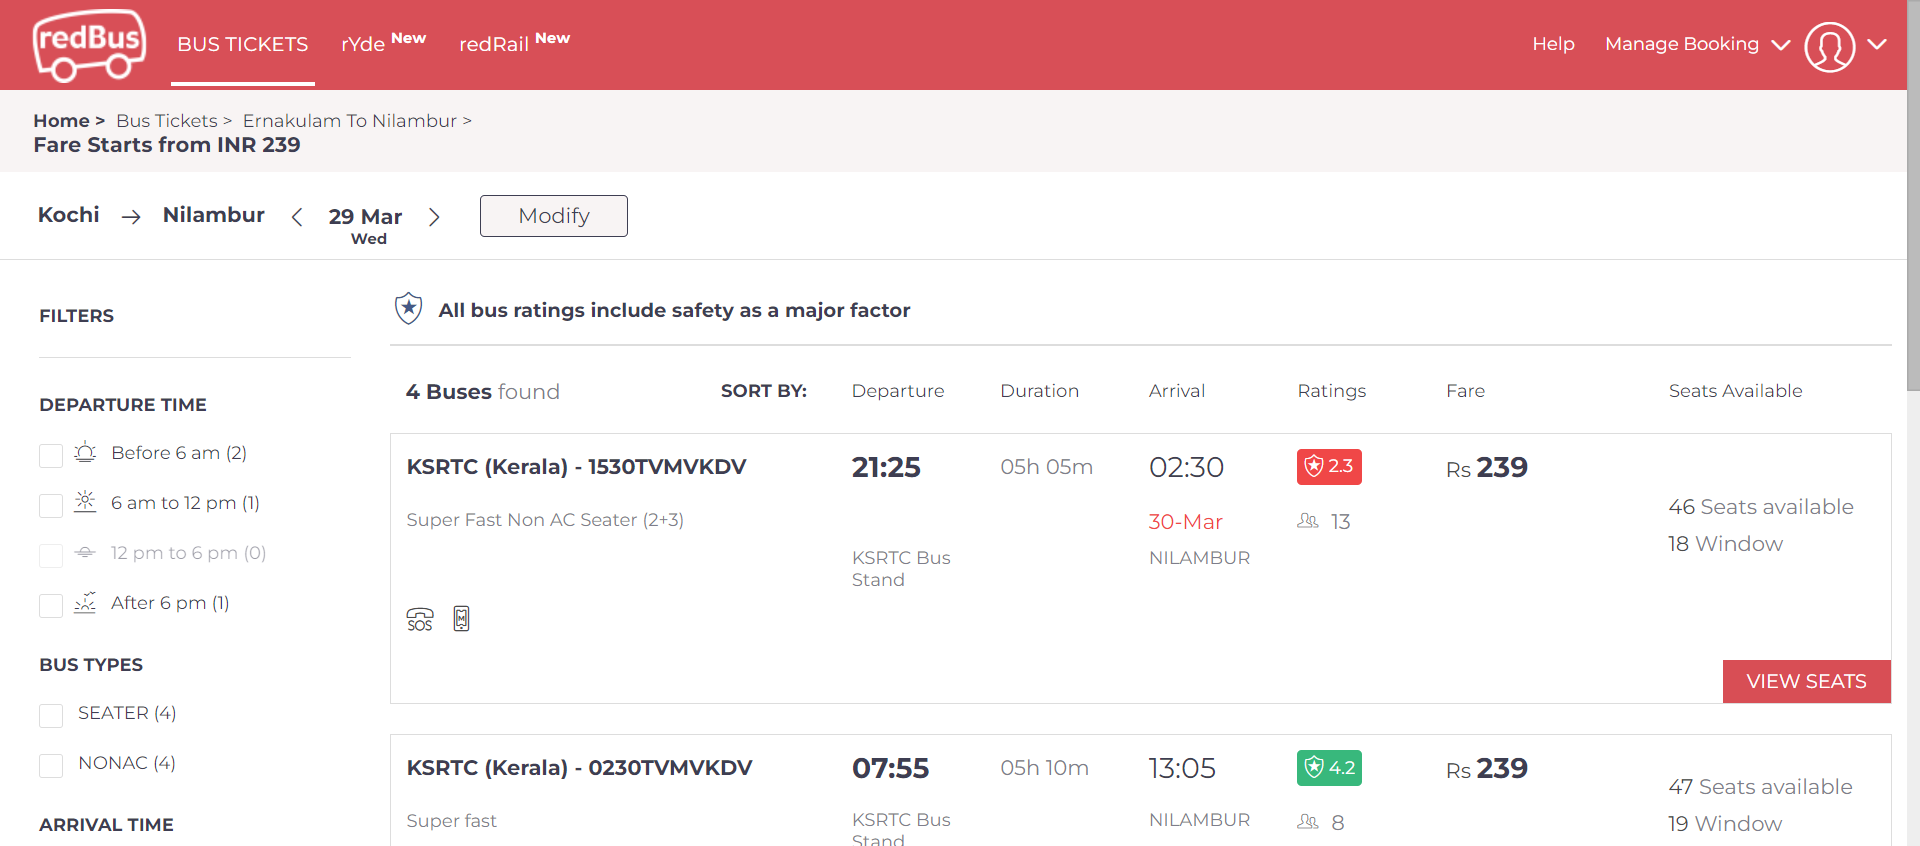 redBus
BUS TICKETS
rYde New
redRail New
Help
Manage Booking
Home > Bus Tickets > Ernakulam To Nilambur >
Fare Starts from INR 239
Kochi → Nilambur < 29 Mar >
Wed
Modify
FILTERS
DEPARTURE TIME
Before 6 am (2)
6 am to 12 pm (1)
12 pm to 6 pm (0)
After 6 pm (1)
BUS TYPES
SEATER (4)
NONAC (4)
ARRIVAL TIME
All bus ratings include safety as a major factor
4 Buses found SORT BY: Departure Duration Arrival Ratings Fare Seats Available
KSRTC (Kerala) - 1530TVMVKDV 21:25 05h 05m 02:30 2.3 Rs 239
46 Seats available
Super Fast Non AC Seater (2+3) 30-Mar 13
18 Window
KSRTC Bus NILAMBUR
Stand
SOS M
VIEW SEATS
KSRTC (Kerala) - 0230TVMVKDV 07:55 05h 10m 13:05 4.2 Rs 239
47 Seats available
Super fast KSRTC Bus NILAMBUR 8
19 Window
Stand